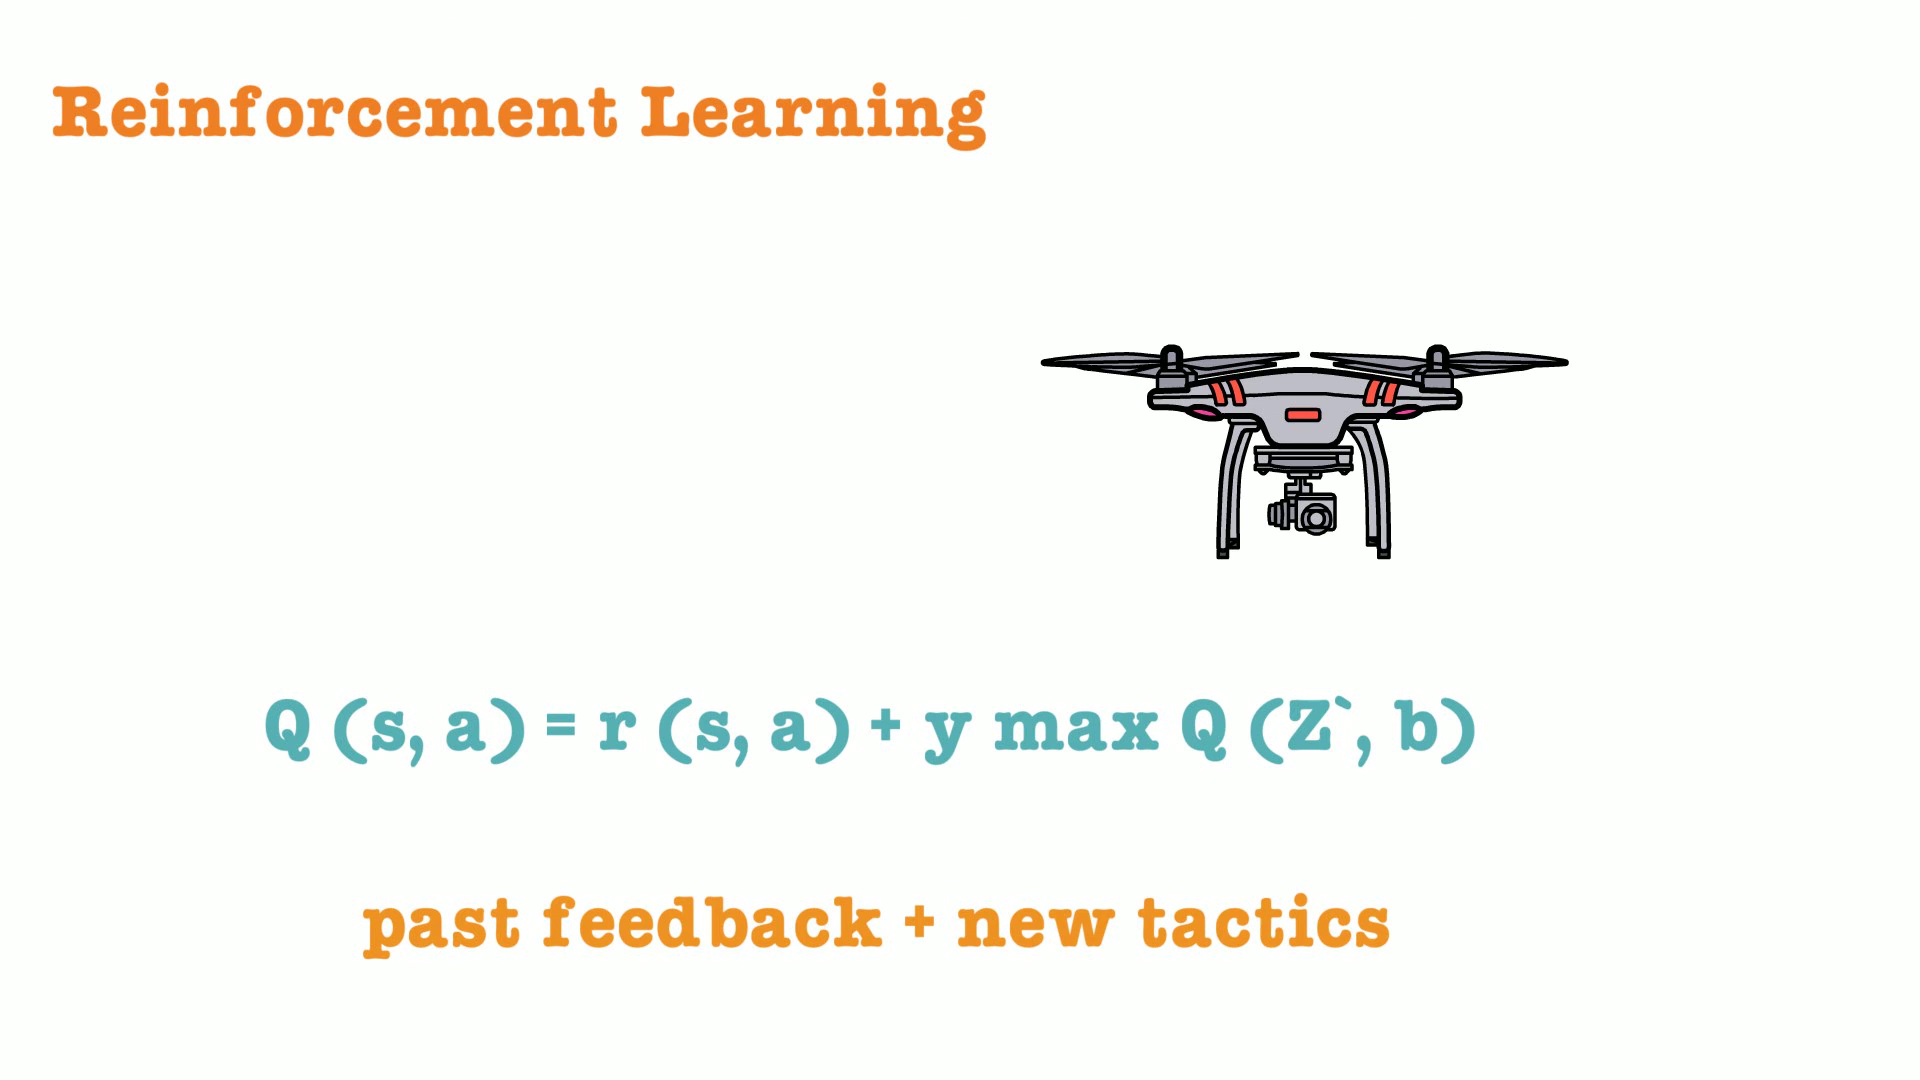 Reinforcement Learning
Q (s, a) = r (s, a) + y max Q (Z`, b)
past feedback + new tactics